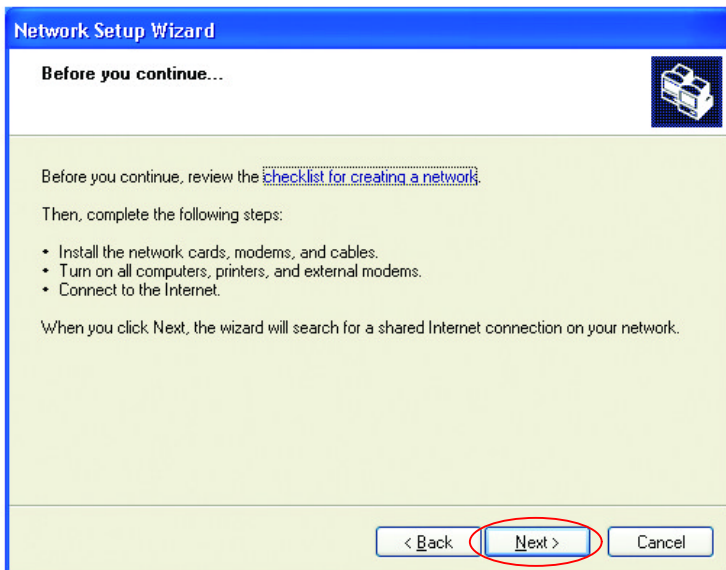 Network Setup Wizard
Before you continue...
Before you continue, review the checklist for creating a network.
Then, complete the following steps:
• Install the network cards, modems, and cables.
• Turn on all computers, printers, and external modems.
• Connect to the Internet.
When you click Next, the wizard will search for a shared Internet connection on your network.
< Back Next > Cancel